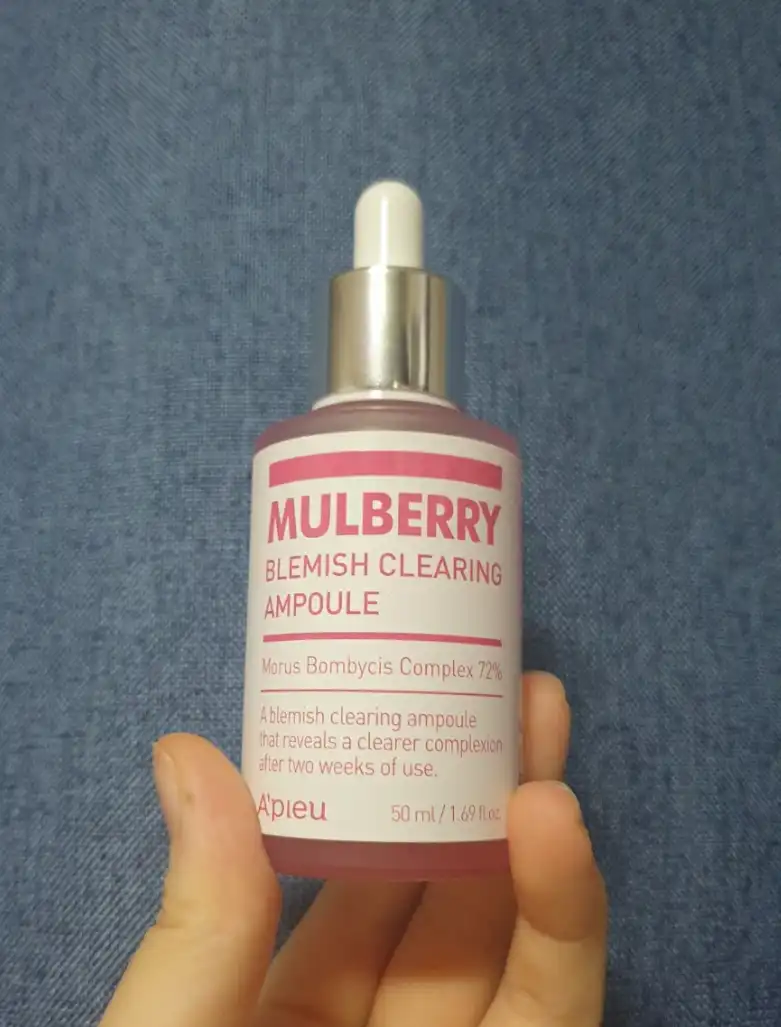 MULBERRY
BLEMISH CLEARING
AMPOULE
Morus Bombycis Complex 72%
A blemish clearing ampoule
that reveals a clearer complexion
after two weeks of use.
A'pieu
50 ml / 1.69 fl.oz.